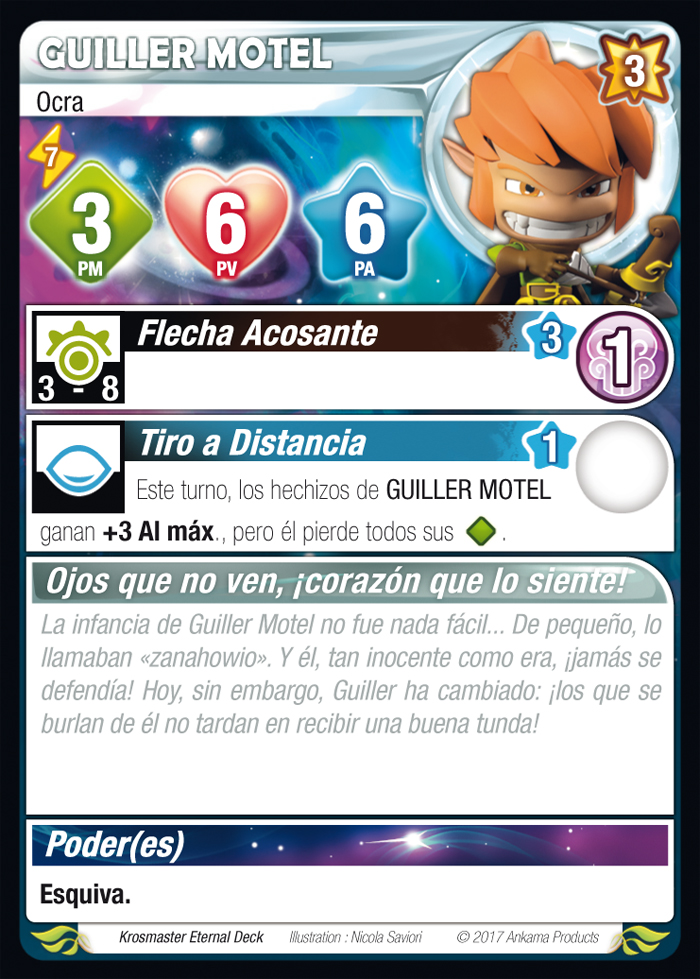 GUILLER MOTEL
3
Ocra
7
3
PM
6
PV
6
PA
Flecha Acosante
3
1
3 - 8
Tiro a Distancia
1
Este turno, los hechizos de GUILLER MOTEL
ganan +3 Al máx., pero él pierde todos sus .
Ojos que no ven, ¡corazón que lo siente!
La infancia de Guiller Motel no fue nada fácil... De pequeño, lo
llamaban «zanahowio». Y él, tan inocente como era, ¡jamás se
defendía! Hoy, sin embargo, Guiller ha cambiado: ¡los que se
burlan de él no tardan en recibir una buena tunda!
Poder(es)
Esquiva.
Krosmaster Eternal Deck Illustration : Nicola Saviori © 2017 Ankama Products